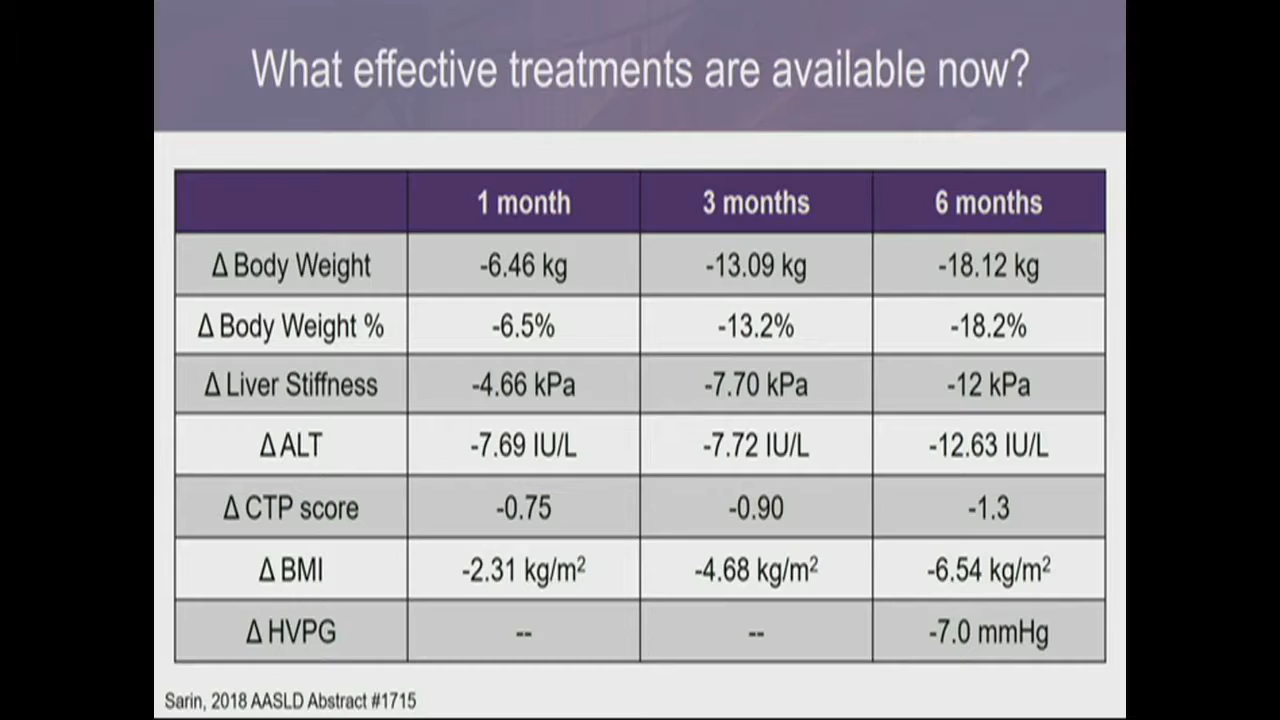 What effective treatments are available now?
1 month 3 months 6 months
Δ Body Weight -6.46 kg -13.09 kg -18.12 kg
Δ Body Weight % -6.5% -13.2% -18.2%
Δ Liver Stiffness -4.66 kPa -7.70 kPa -12 kPa
Δ ALT -7.69 IU/L -7.72 IU/L -12.63 IU/L
Δ CTP score -0.75 -0.90 -1.3
Δ BMI -2.31 kg/m² -4.68 kg/m² -6.54 kg/m²
Δ HVPG -- -- -7.0 mmHg
Sarin, 2018 AASLD Abstract #1715